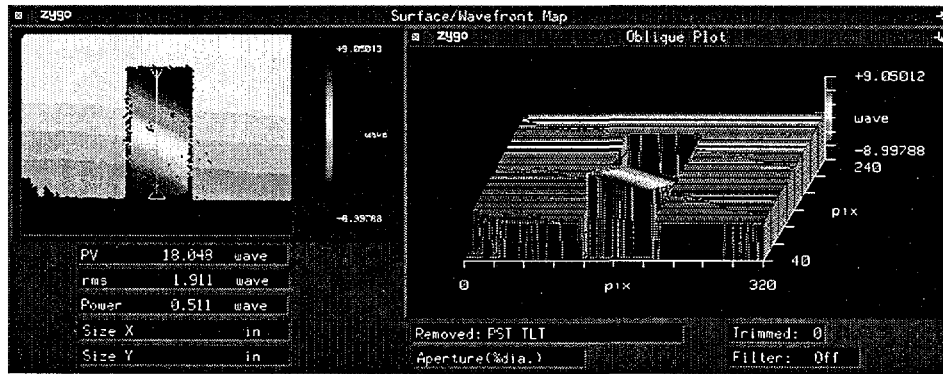 zygo Surface/Wavefront Map
+9.05013
wave
-8.99788
PV 18.048 wave
rms 1.911 wave
Power 0.511 wave
Size X in
Size Y in
zygo Oblique Plot
+9.05012
wave
-8.99788
240
pix
40
0 pix 320
Removed: PST TLT Trimmed: 0
Aperture(%dia.) Filter: Off